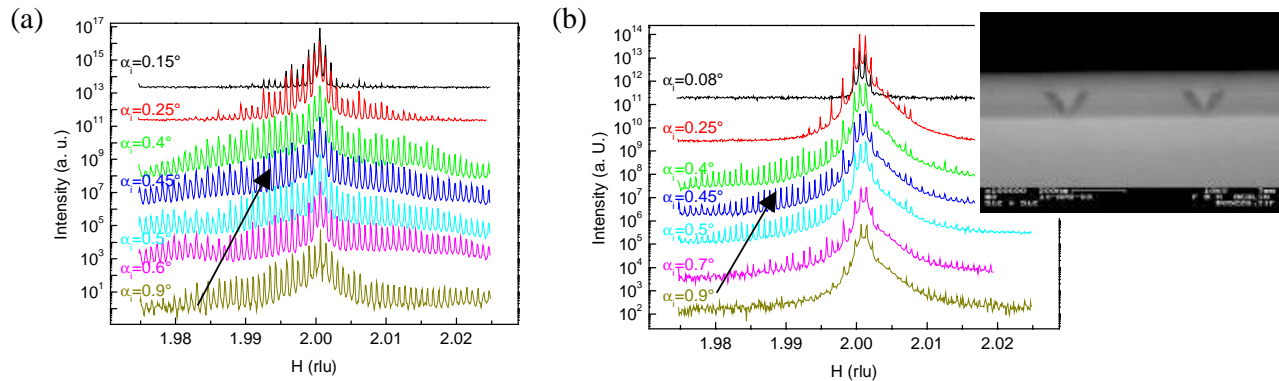 (a)
10^17
10^15
10^13
10^11
10^9
10^7
10^5
10^3
10^1
Intensity (a. u.)
α_i=0.15°
α_i=0.25°
α_i=0.4°
α_i=0.45°
α_i=0.5°
α_i=0.6°
α_i=0.9°
1.98 1.99 2.00 2.01 2.02
H (rlu)
(b)
10^14
10^13
10^12
10^11
10^10
10^9
10^8
10^7
10^6
10^5
10^4
10^3
10^2
Intensity (a. U.)
α_i=0.08°
α_i=0.25°
α_i=0.4°
α_i=0.45°
α_i=0.5°
α_i=0.7°
α_i=0.9°
1.98 1.99 2.00 2.01 2.02
H (rlu)